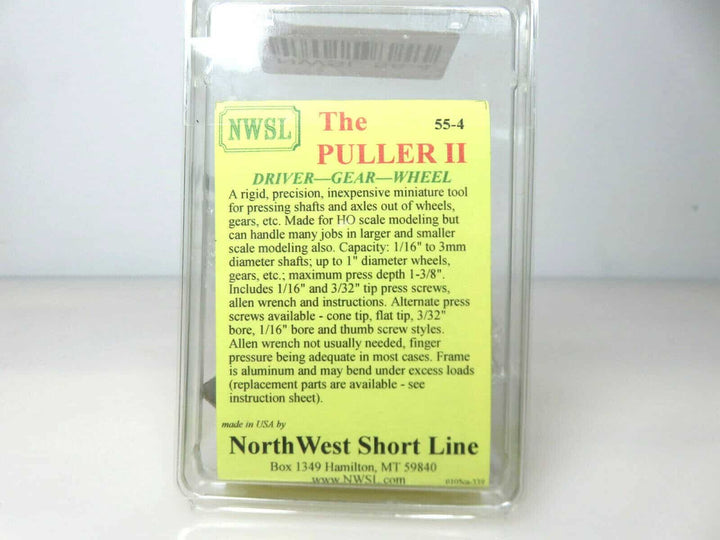 NWSL
The
55-4
PULLER II
DRIVER—GEAR—WHEEL
A rigid, precision, inexpensive miniature tool
for pressing shafts and axles out of wheels,
gears, etc. Made for HO scale modeling but
can handle many jobs in larger and smaller
scale modeling also. Capacity: 1/16" to 3mm
diameter shafts; up to 1" diameter wheels,
gears, etc.; maximum press depth 1-3/8".
Includes 1/16" and 3/32" tip press screws,
allen wrench and instructions. Alternate press
screws available - cone tip, flat tip, 3/32"
bore, 1/16" bore and thumb screw styles.
Allen wrench not usually needed, finger
pressure being adequate in most cases. Frame
is aluminum and may bend under excess loads
(replacement parts are available - see
instruction sheet).
made in USA by
NorthWest Short Line
Box 1349 Hamilton, MT 59840
www.NWSL.com